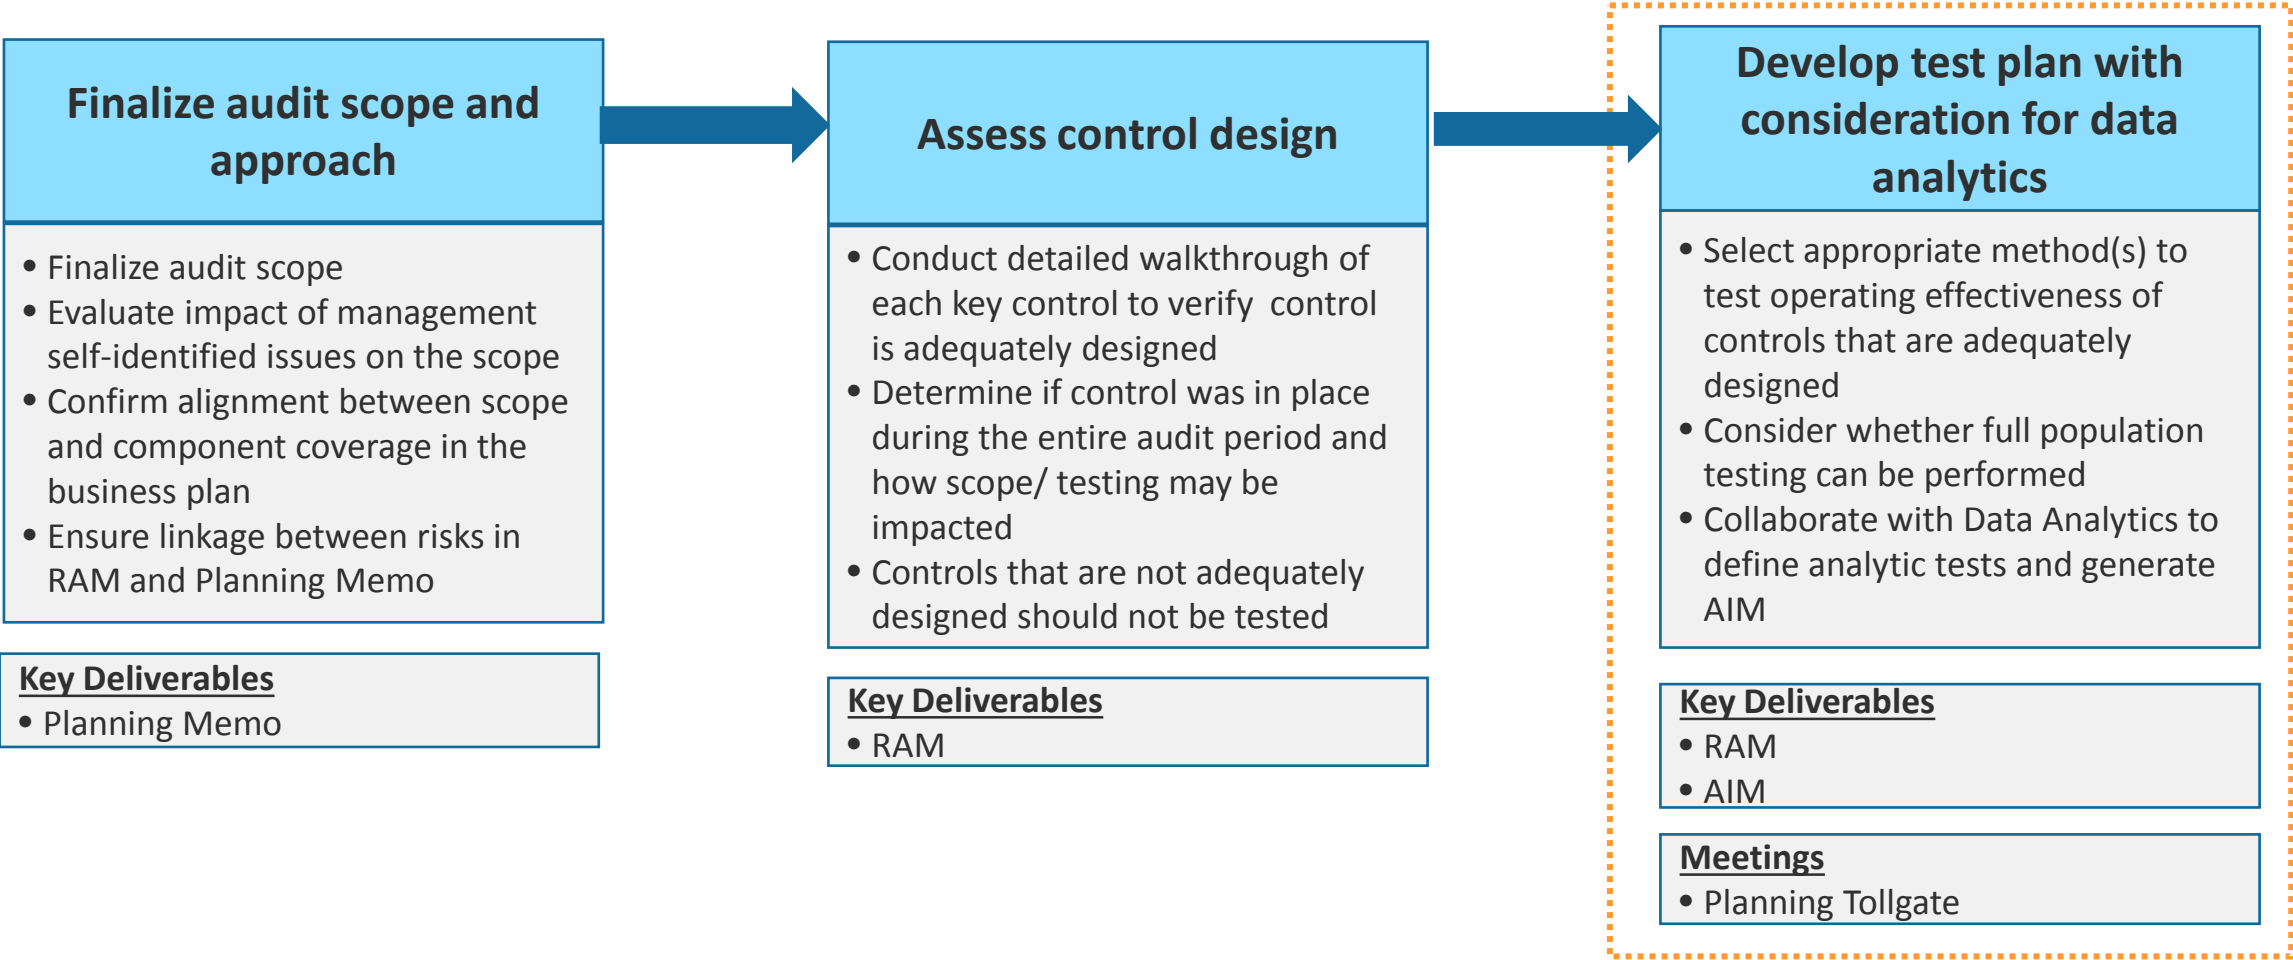 Finalize audit scope and
approach
• Finalize audit scope
• Evaluate impact of management
self-identified issues on the scope
• Confirm alignment between scope
and component coverage in the
business plan
• Ensure linkage between risks in
RAM and Planning Memo
Key Deliverables
• Planning Memo
Assess control design
• Conduct detailed walkthrough of
each key control to verify  control
is adequately designed
• Determine if control was in place
during the entire audit period and
how scope/ testing may be
impacted
• Controls that are not adequately
designed should not be tested
Key Deliverables
• RAM
Develop test plan with
consideration for data
analytics
• Select appropriate method(s) to
test operating effectiveness of
controls that are adequately
designed
• Consider whether full population
testing can be performed
• Collaborate with Data Analytics to
define analytic tests and generate
AIM
Key Deliverables
• RAM
• AIM
Meetings
• Planning Tollgate